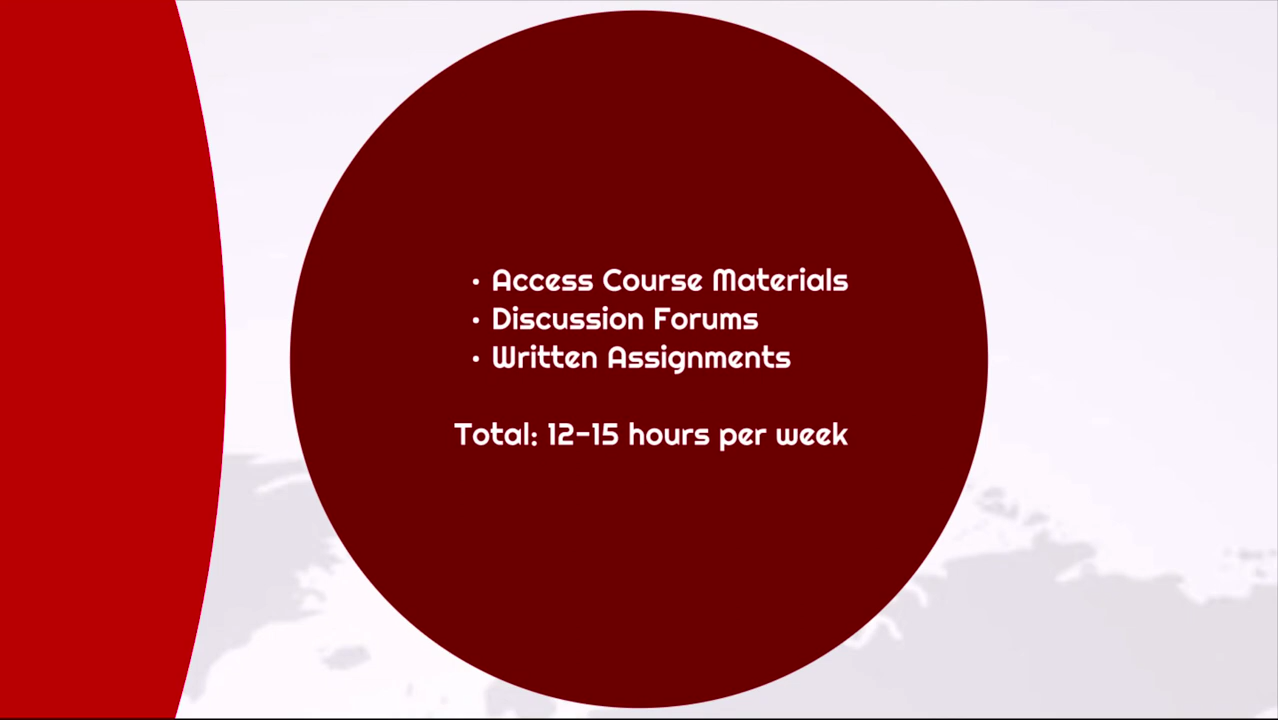 • Access Course Materials
• Discussion Forums
• Written Assignments
Total: 12-15 hours per week